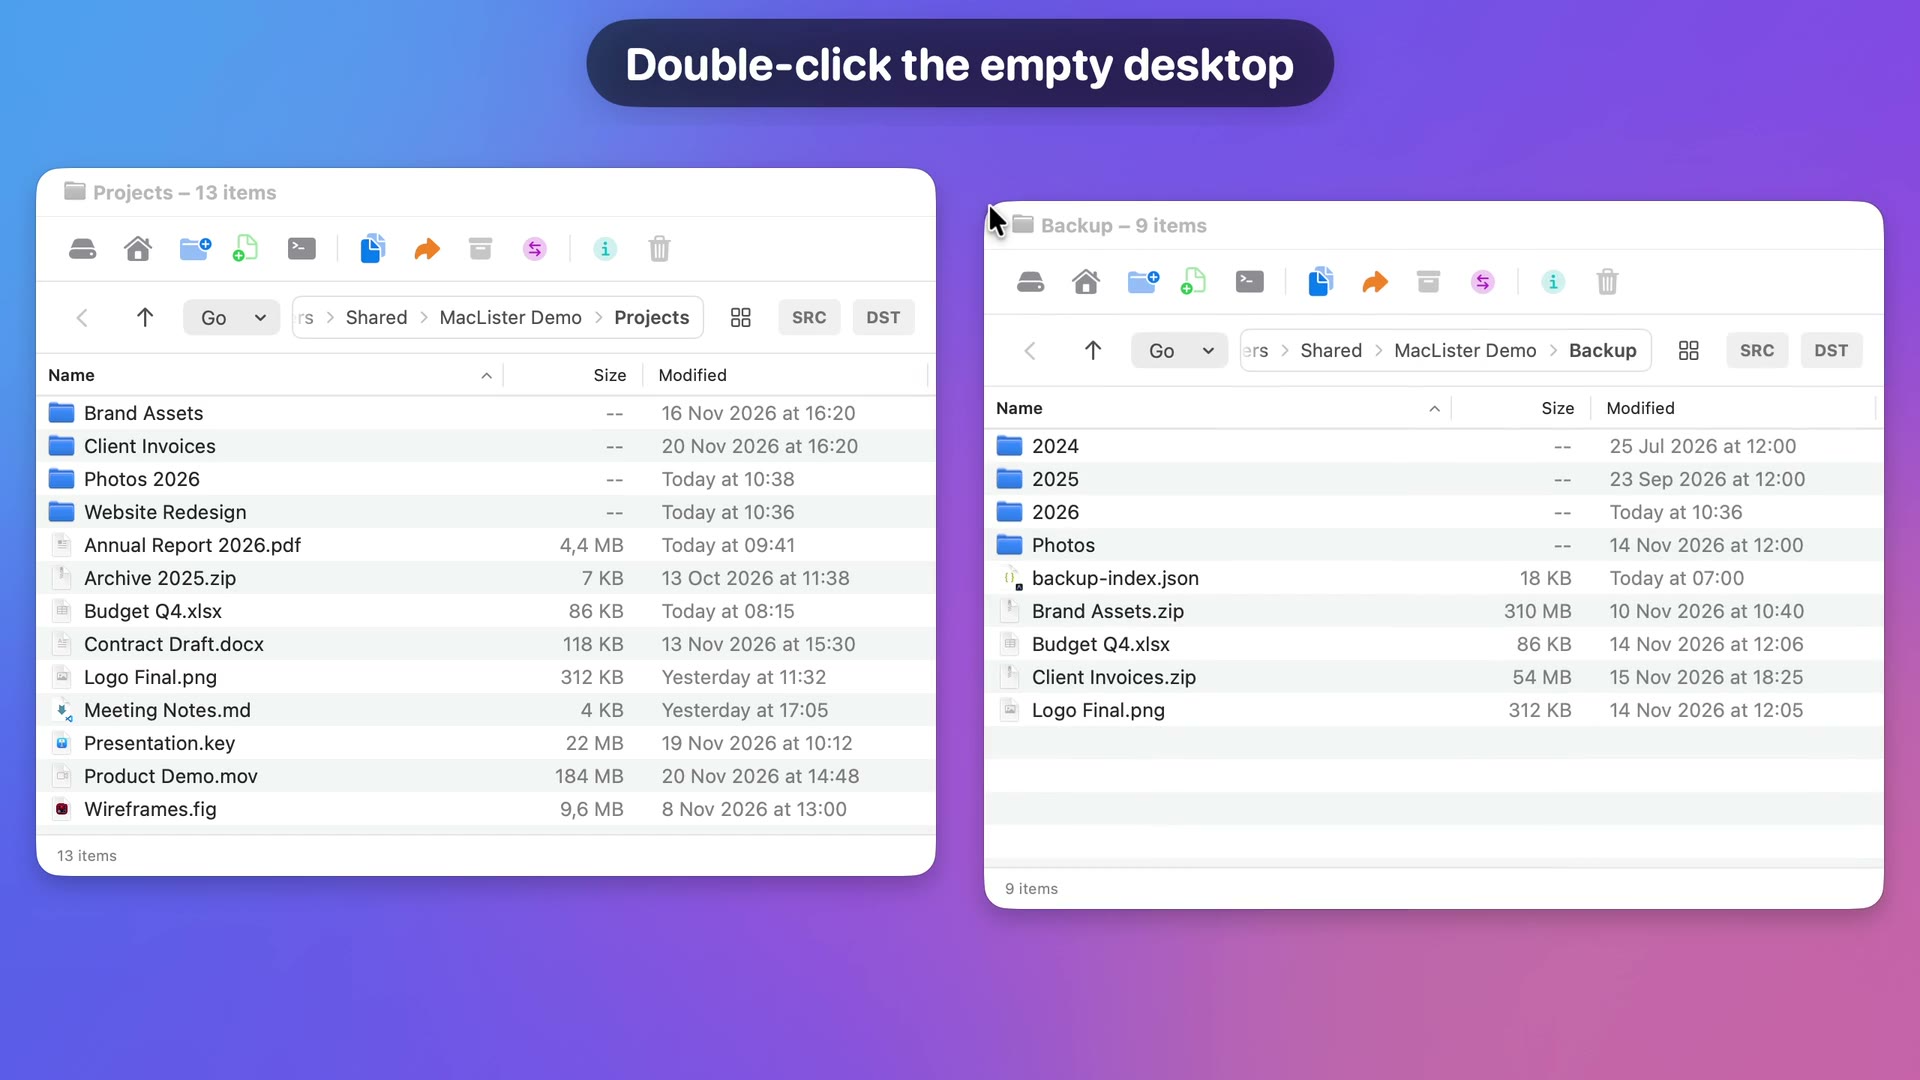 Double-click the empty desktop
Projects – 13 items
Go
rs > Shared > MacLister Demo > Projects
SRC
DST
Name Size Modified
Brand Assets -- 16 Nov 2026 at 16:20
Client Invoices -- 20 Nov 2026 at 16:20
Photos 2026 -- Today at 10:38
Website Redesign -- Today at 10:36
Annual Report 2026.pdf 4,4 MB Today at 09:41
Archive 2025.zip 7 KB 13 Oct 2026 at 11:38
Budget Q4.xlsx 86 KB Today at 08:15
Contract Draft.docx 118 KB 13 Nov 2026 at 15:30
Logo Final.png 312 KB Yesterday at 11:32
Meeting Notes.md 4 KB Yesterday at 17:05
Presentation.key 22 MB 19 Nov 2026 at 10:12
Product Demo.mov 184 MB 20 Nov 2026 at 14:48
Wireframes.fig 9,6 MB 8 Nov 2026 at 13:00
13 items
Backup – 9 items
Go
ers > Shared > MacLister Demo > Backup
SRC
DST
Name Size Modified
2024 -- 25 Jul 2026 at 12:00
2025 -- 23 Sep 2026 at 12:00
2026 -- Today at 10:36
Photos -- 14 Nov 2026 at 12:00
backup-index.json 18 KB Today at 07:00
Brand Assets.zip 310 MB 10 Nov 2026 at 10:40
Budget Q4.xlsx 86 KB 14 Nov 2026 at 12:06
Client Invoices.zip 54 MB 15 Nov 2026 at 18:25
Logo Final.png 312 KB 14 Nov 2026 at 12:05
9 items